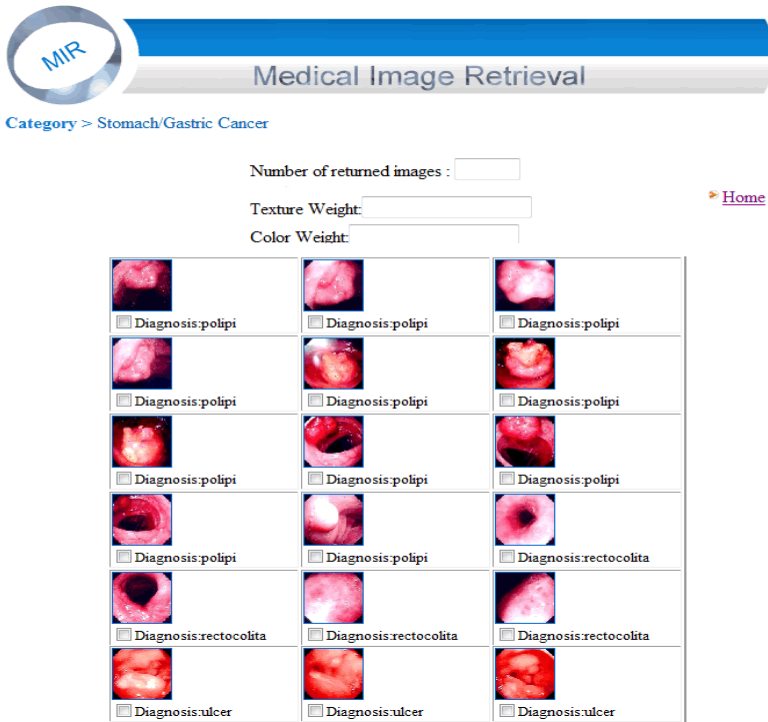 MIR
Medical Image Retrieval
Category > Stomach/Gastric Cancer
Number of returned images :
Home
Texture Weight:
Color Weight:
Diagnosis:polipi Diagnosis:polipi Diagnosis:polipi
Diagnosis:polipi Diagnosis:polipi Diagnosis:polipi
Diagnosis:polipi Diagnosis:polipi Diagnosis:polipi
Diagnosis:polipi Diagnosis:polipi Diagnosis:rectocolita
Diagnosis:rectocolita Diagnosis:rectocolita Diagnosis:rectocolita
Diagnosis:ulcer Diagnosis:ulcer Diagnosis:ulcer